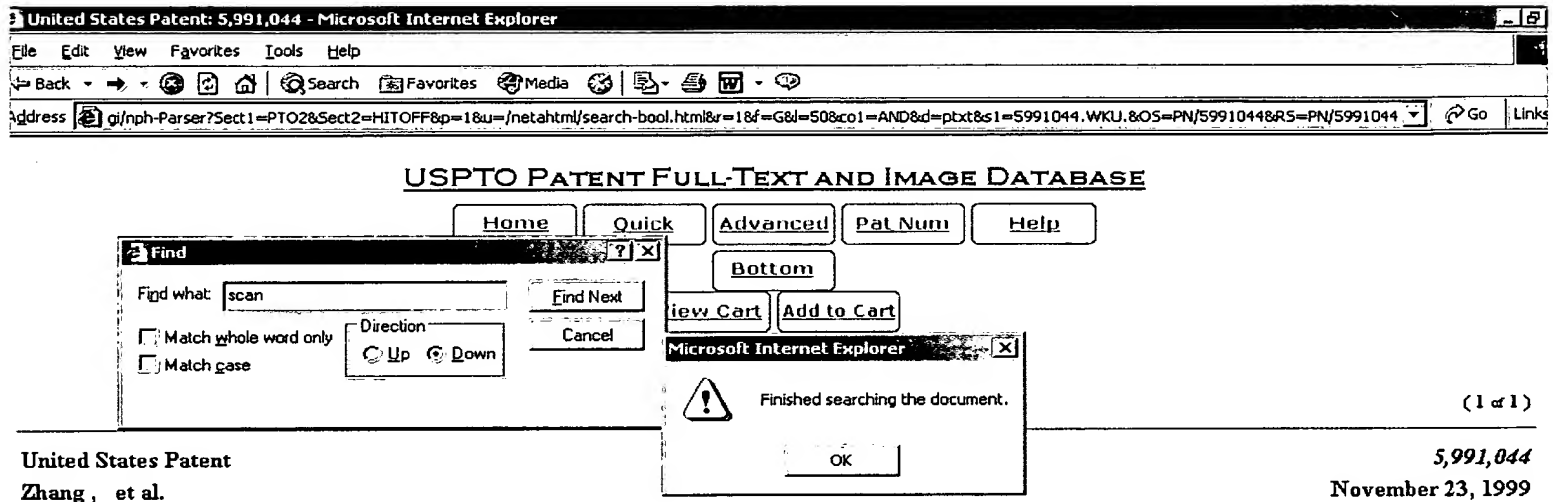 United States Patent: 5,991,044 - Microsoft Internet Explorer
File Edit View Favorites Tools Help
Back Search Favorites Media
Address gi/nph-Parser?Sect1=PTO2&Sect2=HITOFF&p=1&u=/netahtml/search-bool.html&r=1&f=G&l=50&co1=AND&d=ptxt&s1=5991044.WKU.&OS=PN/5991044&RS=PN/5991044 Go Links
USPTO PATENT FULL-TEXT AND IMAGE DATABASE
Home Quick Advanced Pat Num Help
Bottom
View Cart Add to Cart
Find
Find what: scan Find Next
Match whole word only Direction Cancel
Match case Up Down
Microsoft Internet Explorer
Finished searching the document.
OK
(1 of 1)
United States Patent 5,991,044
Zhang , et al. November 23, 1999